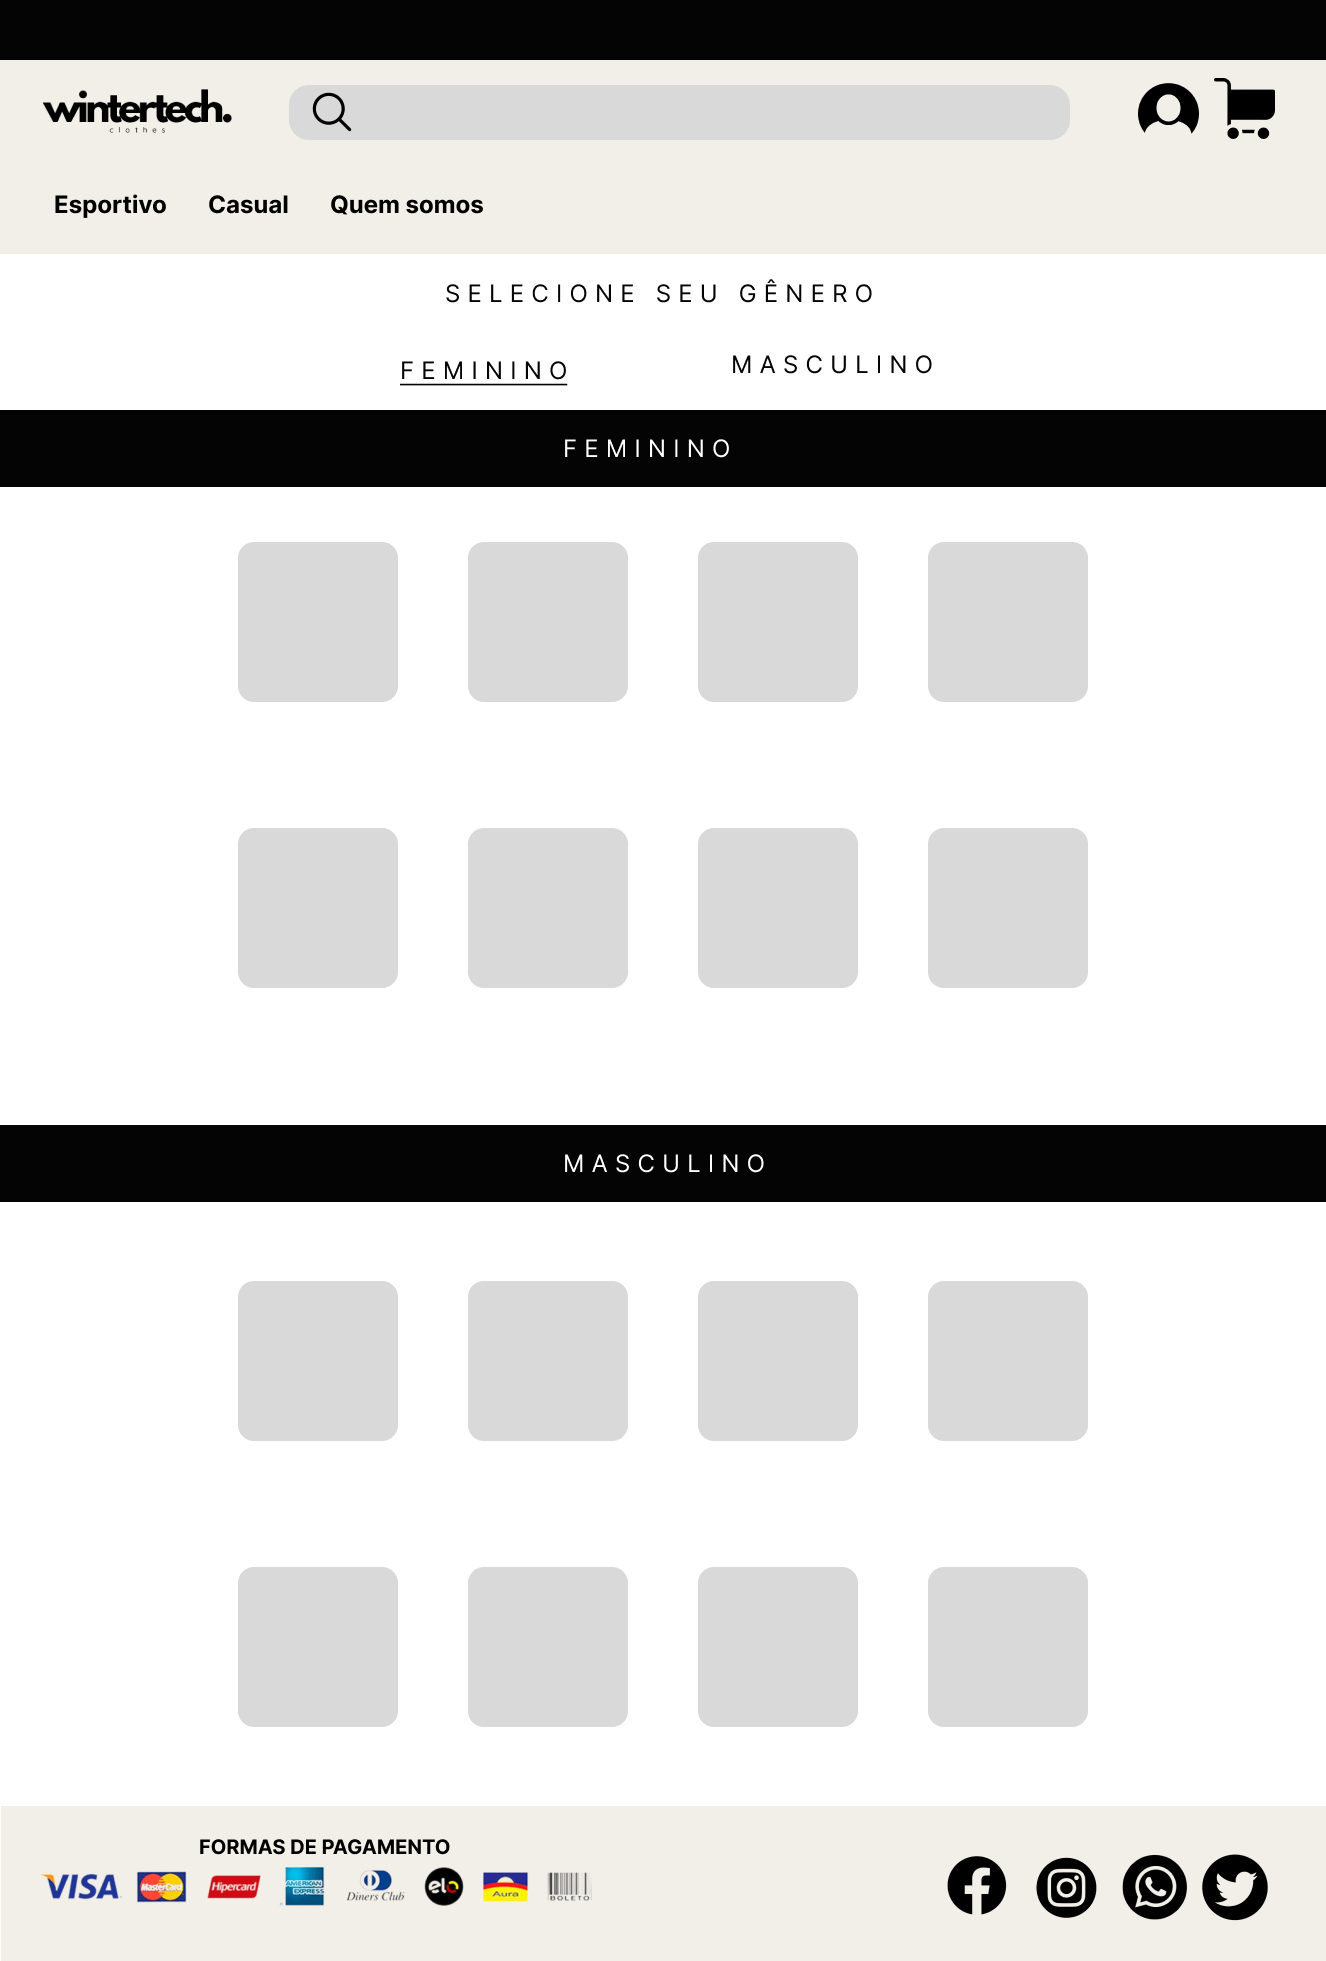 wintertech.
clothes
Esportivo Casual Quem somos
SELECIONE SEU GÊNERO
FEMININO MASCULINO
FEMININO
MASCULINO
FORMAS DE PAGAMENTO
VISA MasterCard Hipercard AMERICAN EXPRESS Diners Club elo Aura BOLETO